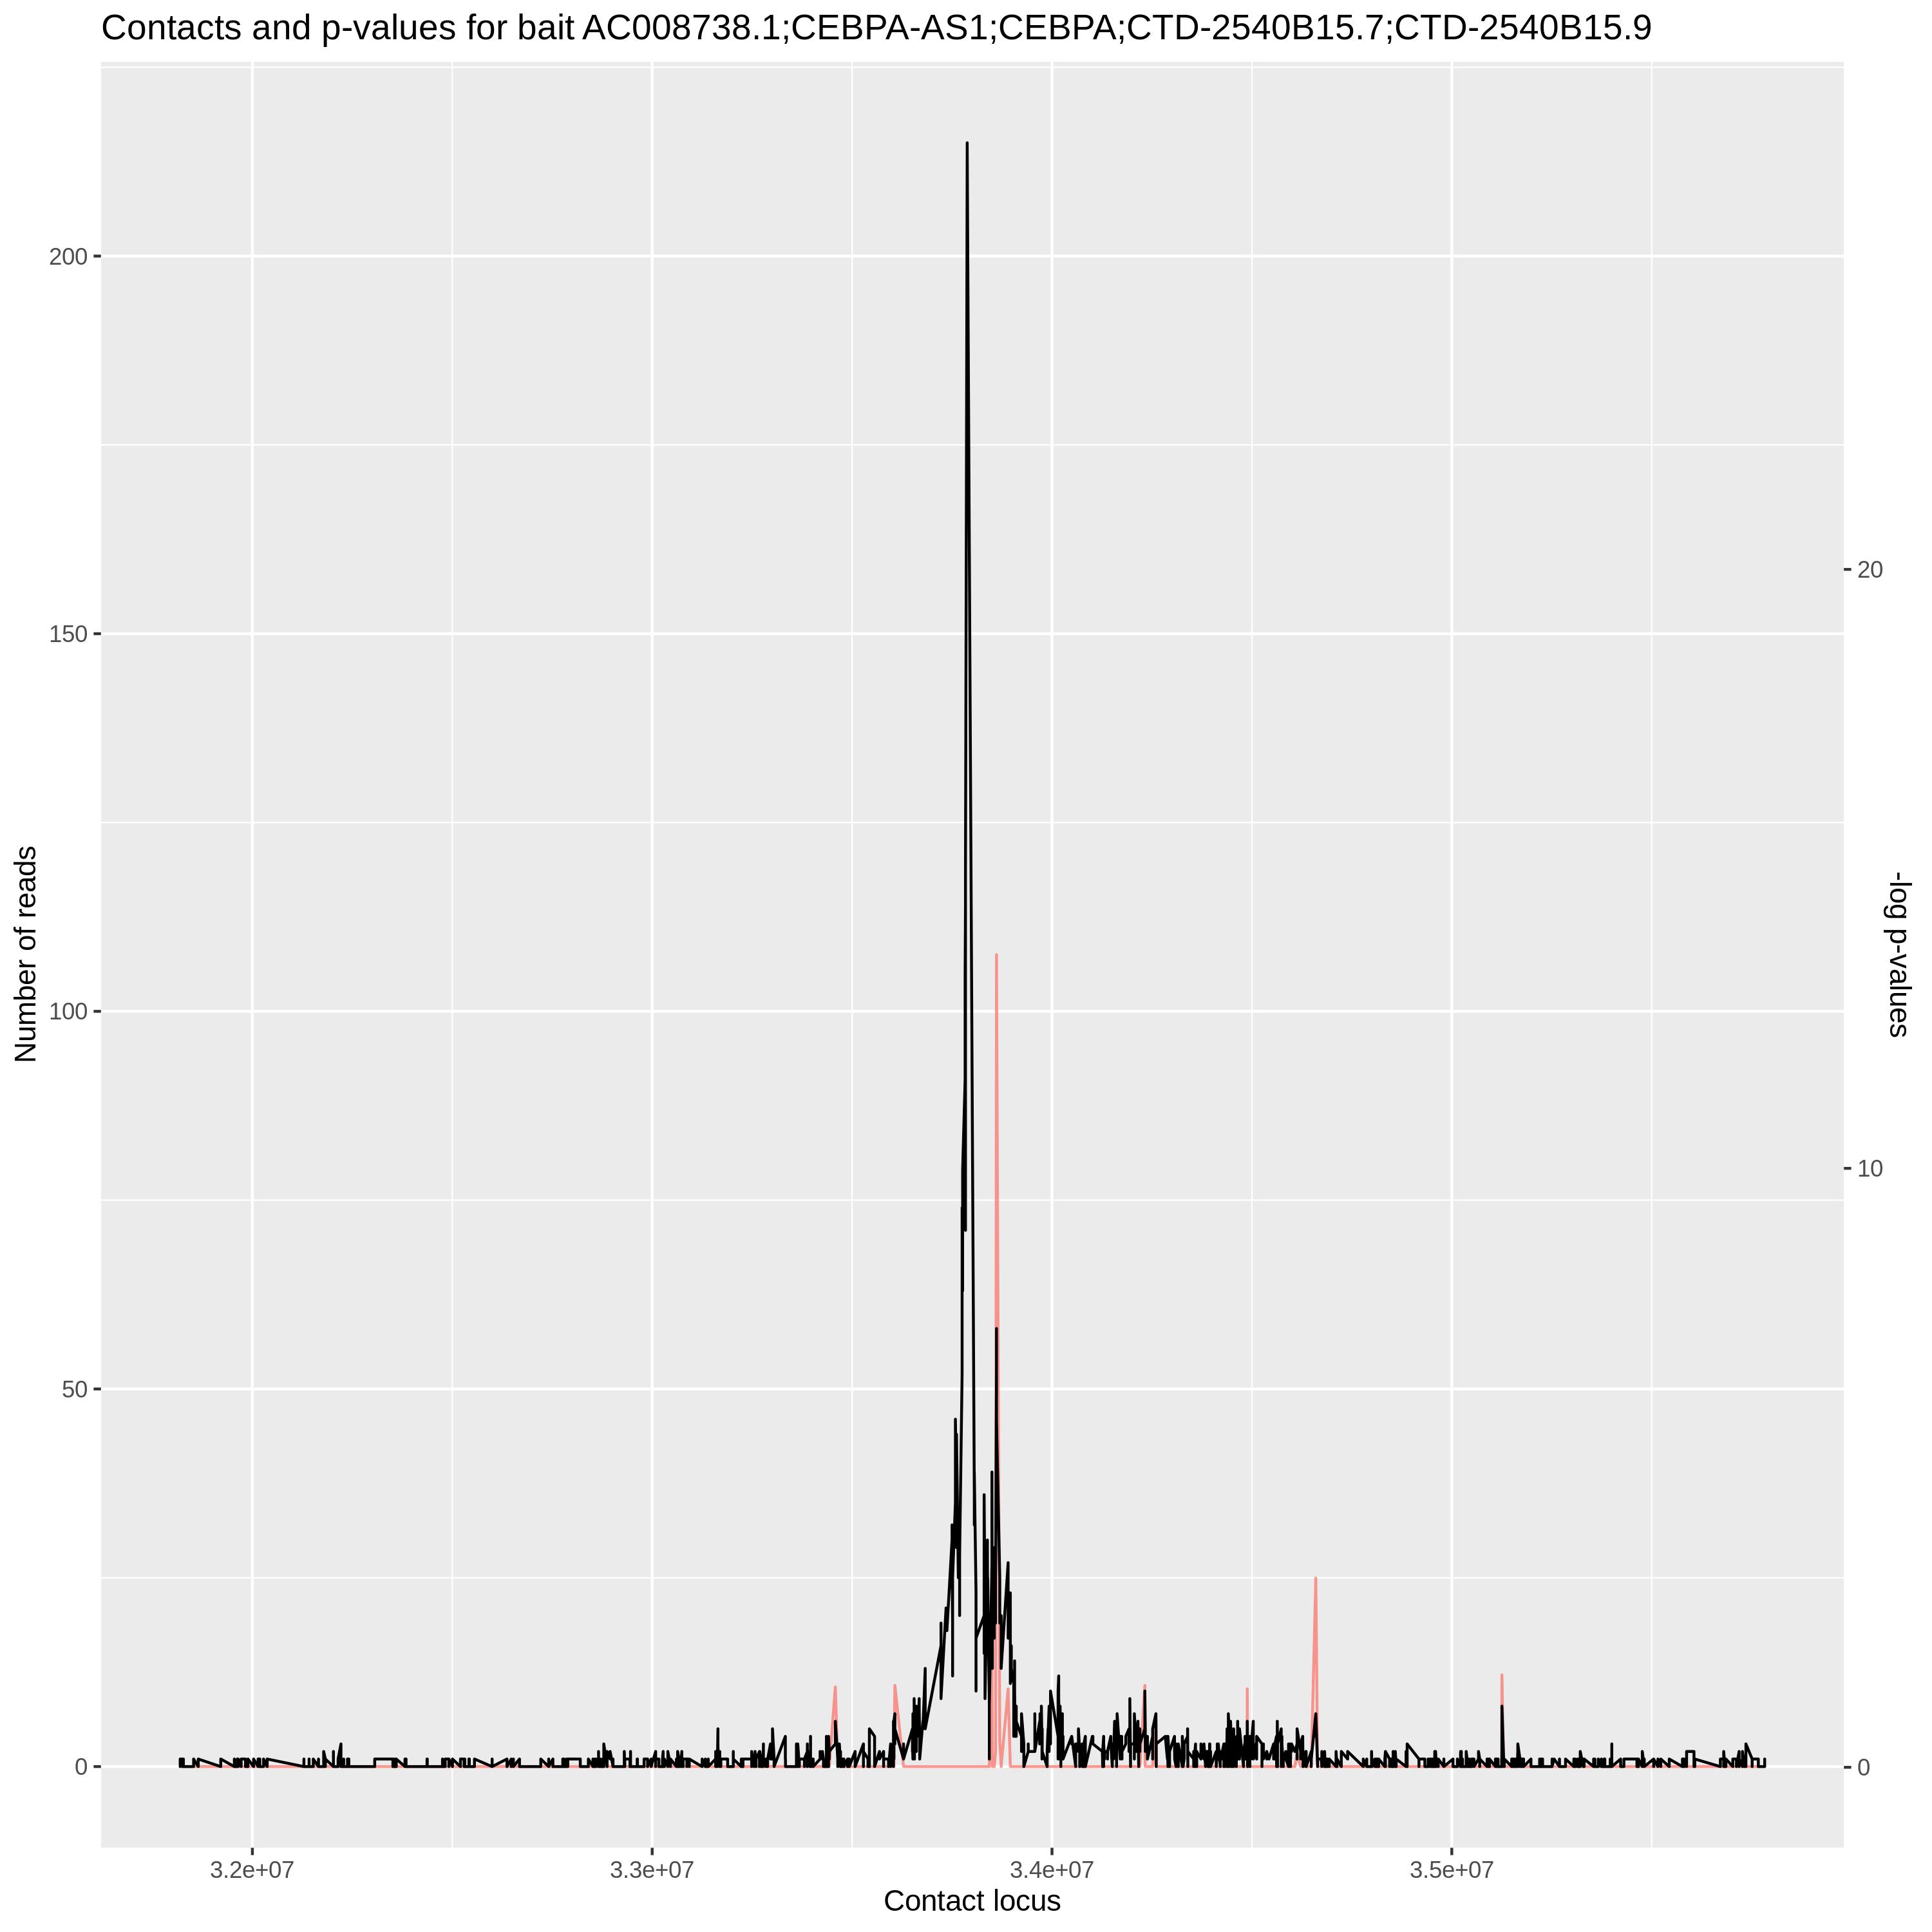 Contacts and p-values for bait AC008738.1;CEBPA-AS1;CEBPA;CTD-2540B15.7;CTD-2540B15.9
Number of reads
200
150
100
50
0
20
10
0
-log p-values
3.2e+07 3.3e+07 3.4e+07 3.5e+07
Contact locus